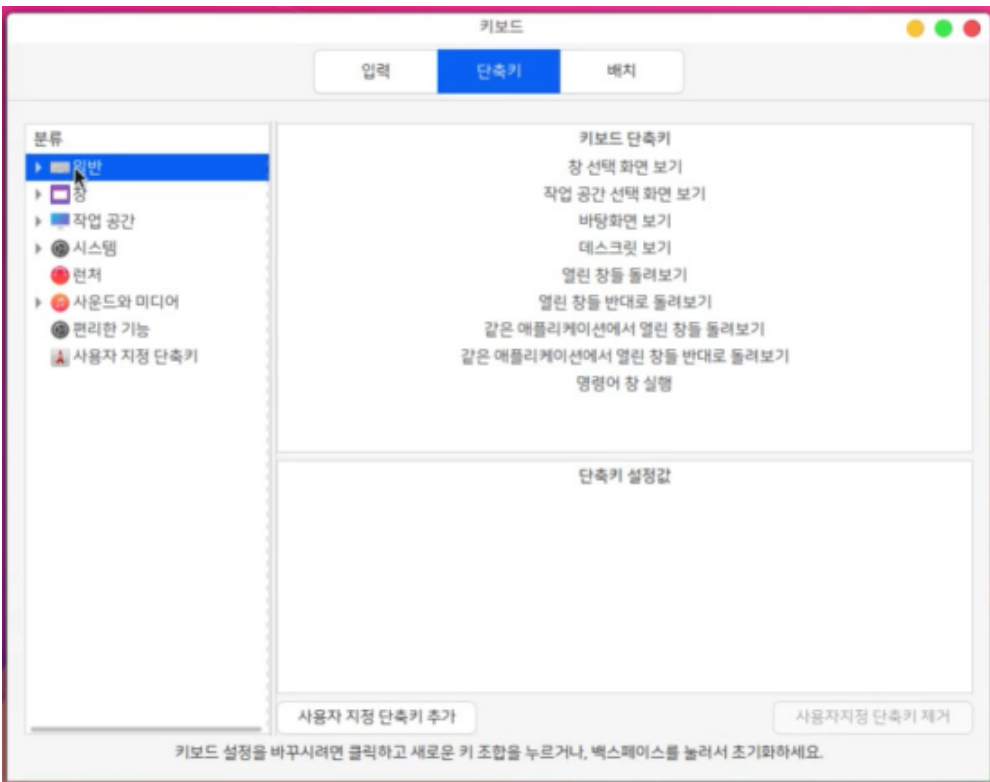 키보드
입력
단축키
배치
분류
일반
창
작업 공간
시스템
런처
사운드와 미디어
편리한 기능
사용자 지정 단축키
키보드 단축키
창 선택 화면 보기
작업 공간 선택 화면 보기
바탕화면 보기
데스크릿 보기
열린 창들 돌려보기
열린 창들 반대로 돌려보기
같은 애플리케이션에서 열린 창들 돌려보기
같은 애플리케이션에서 열린 창들 반대로 돌려보기
명령어 창 실행
단축키 설정값
사용자 지정 단축키 추가
사용자지정 단축키 제거
키보드 설정을 바꾸시려면 클릭하고 새로운 키 조합을 누르거나, 백스페이스를 눌러서 초기화하세요.